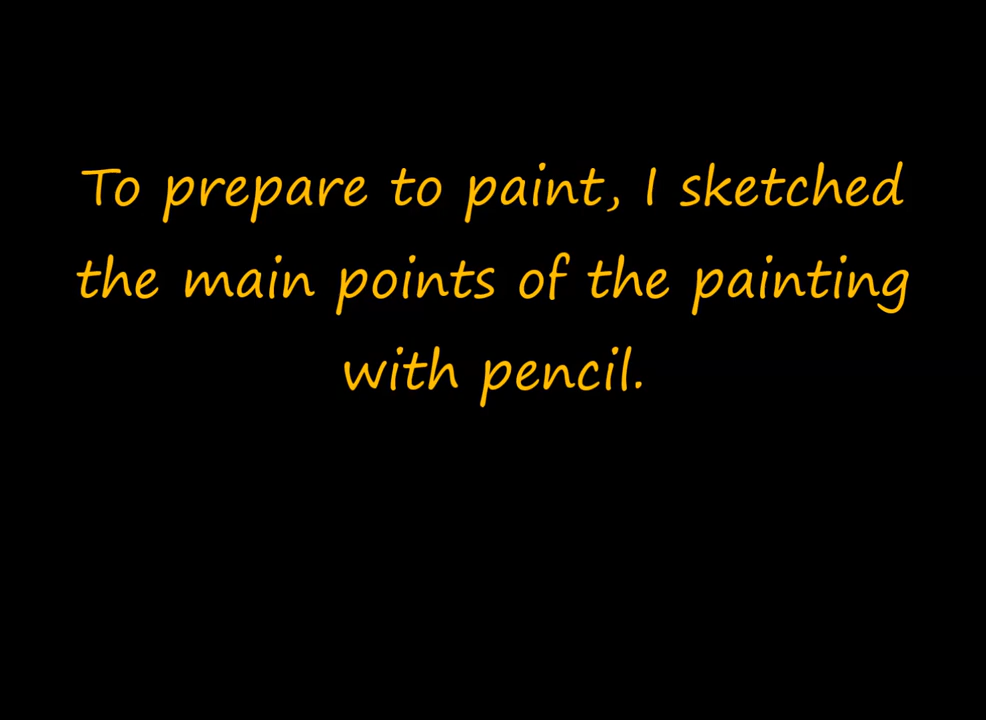 To prepare to paint, I sketched
the main points of the painting
with pencil.